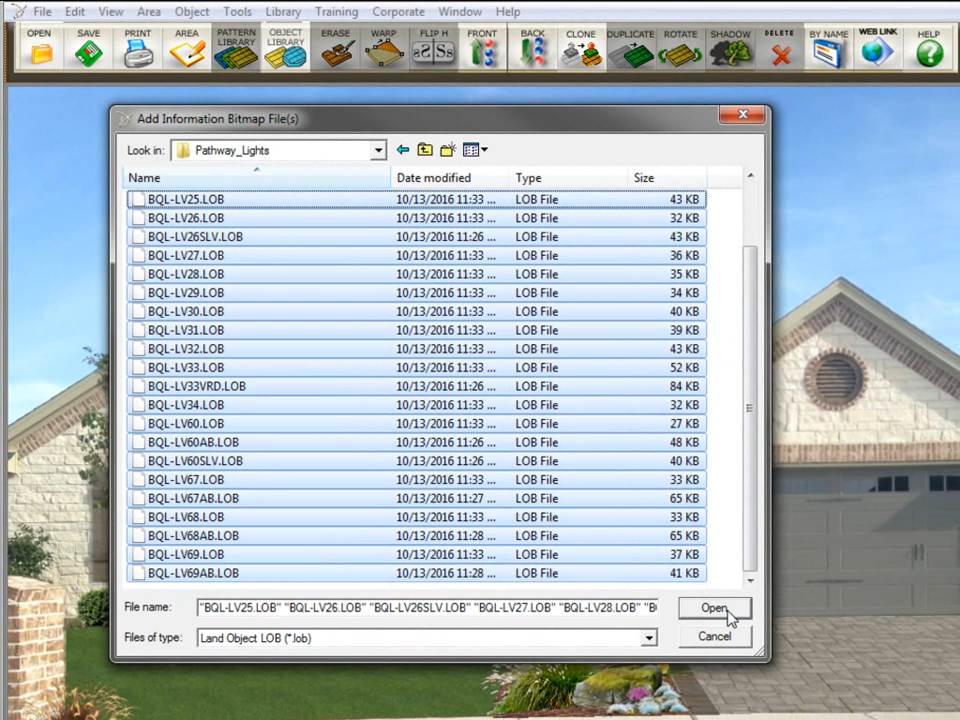 File Edit View Area Object Tools Library Training Corporate Window Help
OPEN SAVE PRINT AREA PATTERN LIBRARY OBJECT LIBRARY ERASE WARP FLIP H FRONT BACK CLONE DUPLICATE ROTATE SHADOW DELETE BY NAME WEB LINK HELP
Add Information Bitmap File(s)
Look in: Pathway_Lights
Name Date modified Type Size
BQL-LV25.LOB 10/13/2016 11:33 ... LOB File 43 KB
BQL-LV26.LOB 10/13/2016 11:33 ... LOB File 32 KB
BQL-LV26SLV.LOB 10/13/2016 11:26 ... LOB File 43 KB
BQL-LV27.LOB 10/13/2016 11:33 ... LOB File 36 KB
BQL-LV28.LOB 10/13/2016 11:33 ... LOB File 35 KB
BQL-LV29.LOB 10/13/2016 11:33 ... LOB File 34 KB
BQL-LV30.LOB 10/13/2016 11:33 ... LOB File 40 KB
BQL-LV31.LOB 10/13/2016 11:33 ... LOB File 39 KB
BQL-LV32.LOB 10/13/2016 11:33 ... LOB File 43 KB
BQL-LV33.LOB 10/13/2016 11:33 ... LOB File 52 KB
BQL-LV33VRD.LOB 10/13/2016 11:26 ... LOB File 84 KB
BQL-LV34.LOB 10/13/2016 11:33 ... LOB File 32 KB
BQL-LV60.LOB 10/13/2016 11:33 ... LOB File 27 KB
BQL-LV60AB.LOB 10/13/2016 11:26 ... LOB File 48 KB
BQL-LV60SLV.LOB 10/13/2016 11:26 ... LOB File 40 KB
BQL-LV67.LOB 10/13/2016 11:33 ... LOB File 33 KB
BQL-LV67AB.LOB 10/13/2016 11:27 ... LOB File 65 KB
BQL-LV68.LOB 10/13/2016 11:33 ... LOB File 33 KB
BQL-LV68AB.LOB 10/13/2016 11:28 ... LOB File 65 KB
BQL-LV69.LOB 10/13/2016 11:33 ... LOB File 37 KB
BQL-LV69AB.LOB 10/13/2016 11:28 ... LOB File 41 KB
File name: "BQL-LV25.LOB" "BQL-LV26.LOB" "BQL-LV26SLV.LOB" "BQL-LV27.LOB" "BQL-LV28.LOB" Open
Files of type: Land Object LOB (*.lob) Cancel